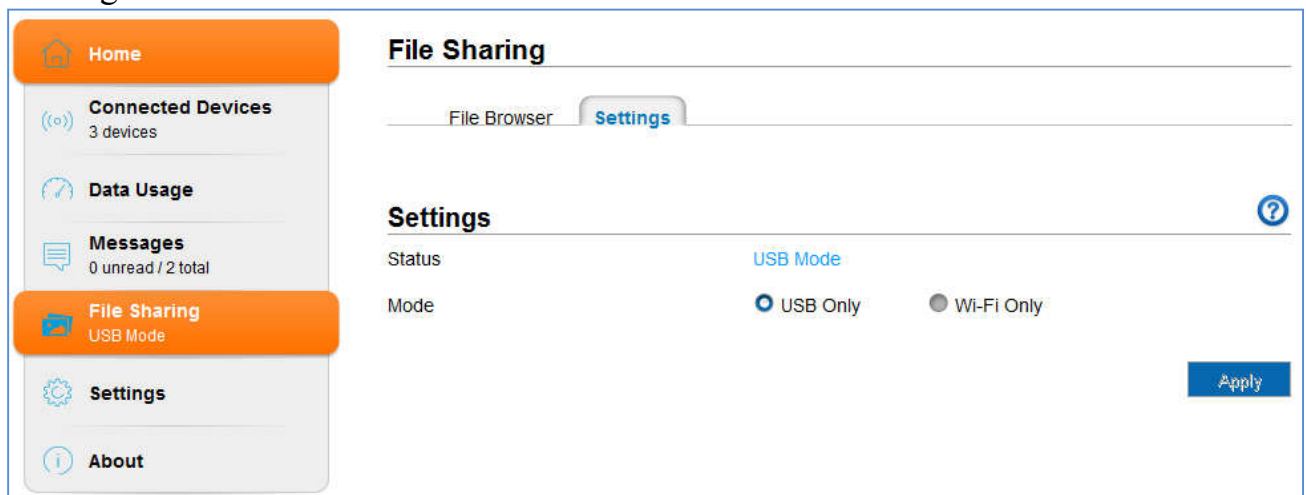 Home
Connected Devices
3 devices
Data Usage
Messages
0 unread / 2 total
File Sharing
USB Mode
Settings
About
File Sharing
File Browser Settings
Settings
Status USB Mode
Mode USB Only Wi-Fi Only
Apply